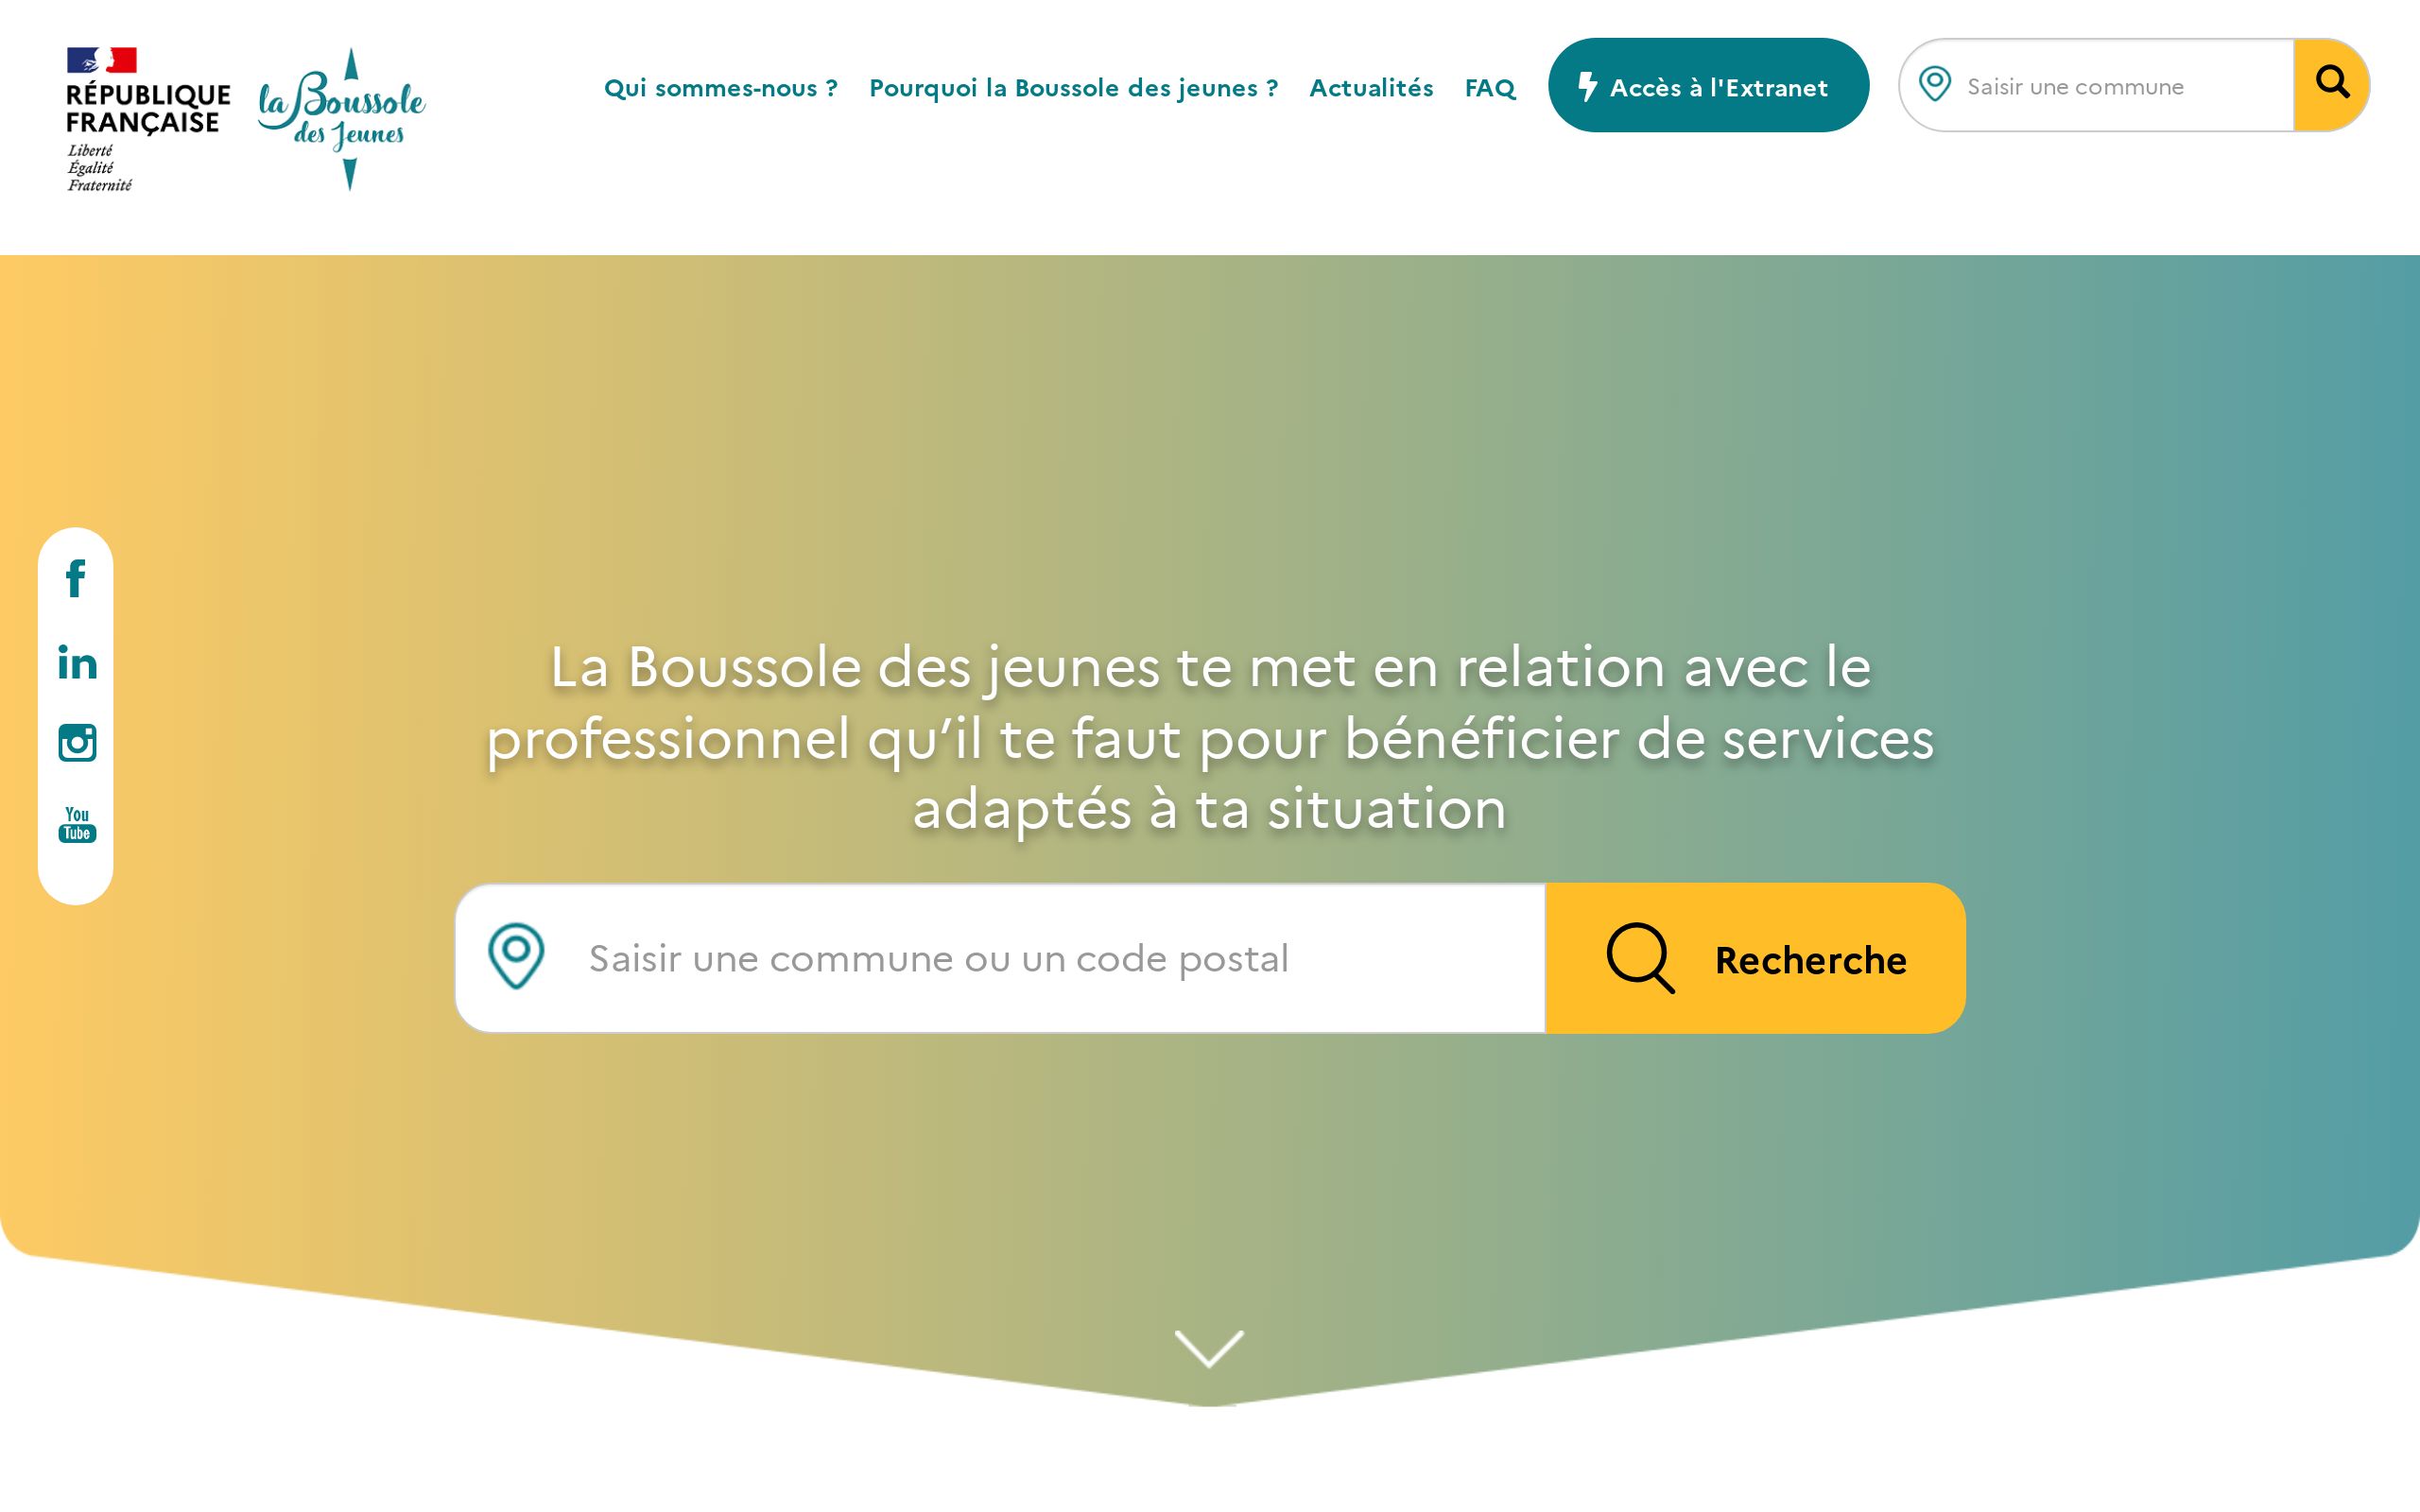 RÉPUBLIQUE
FRANÇAISE
Liberté
Égalité
Fraternité
la Boussole
des Jeunes
Qui sommes-nous ?
Pourquoi la Boussole des jeunes ?
Actualités
FAQ
Accès à l'Extranet
Saisir une commune
You
Tube
La Boussole des jeunes te met en relation avec le
professionnel qu’il te faut pour bénéficier de services
adaptés à ta situation
Saisir une commune ou un code postal
Recherche